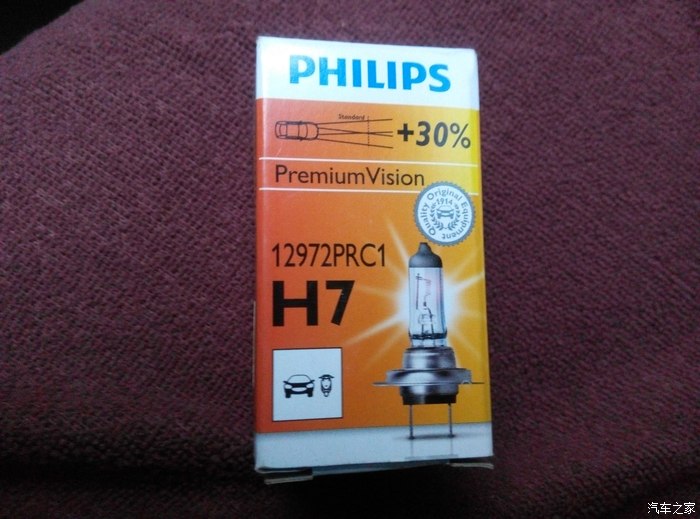 PHILIPS
Standard
+30%
PremiumVision
Quality Original Equipment
1914
12972PRC1
H7
汽车之家